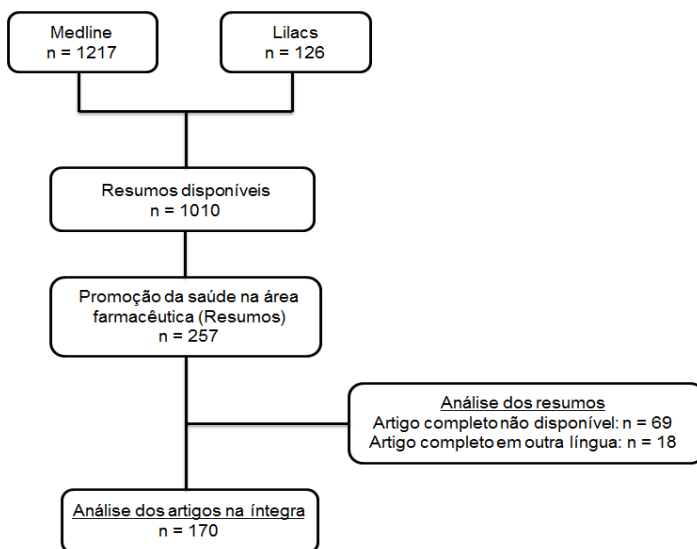 Medline
n = 1217
Lilacs
n = 126
Resumos disponíveis
n = 1010
Promoção da saúde na área
farmacêutica (Resumos)
n = 257
Análise dos resumos
Artigo completo não disponível: n = 69
Artigo completo em outra língua: n = 18
Análise dos artigos na íntegra
n = 170